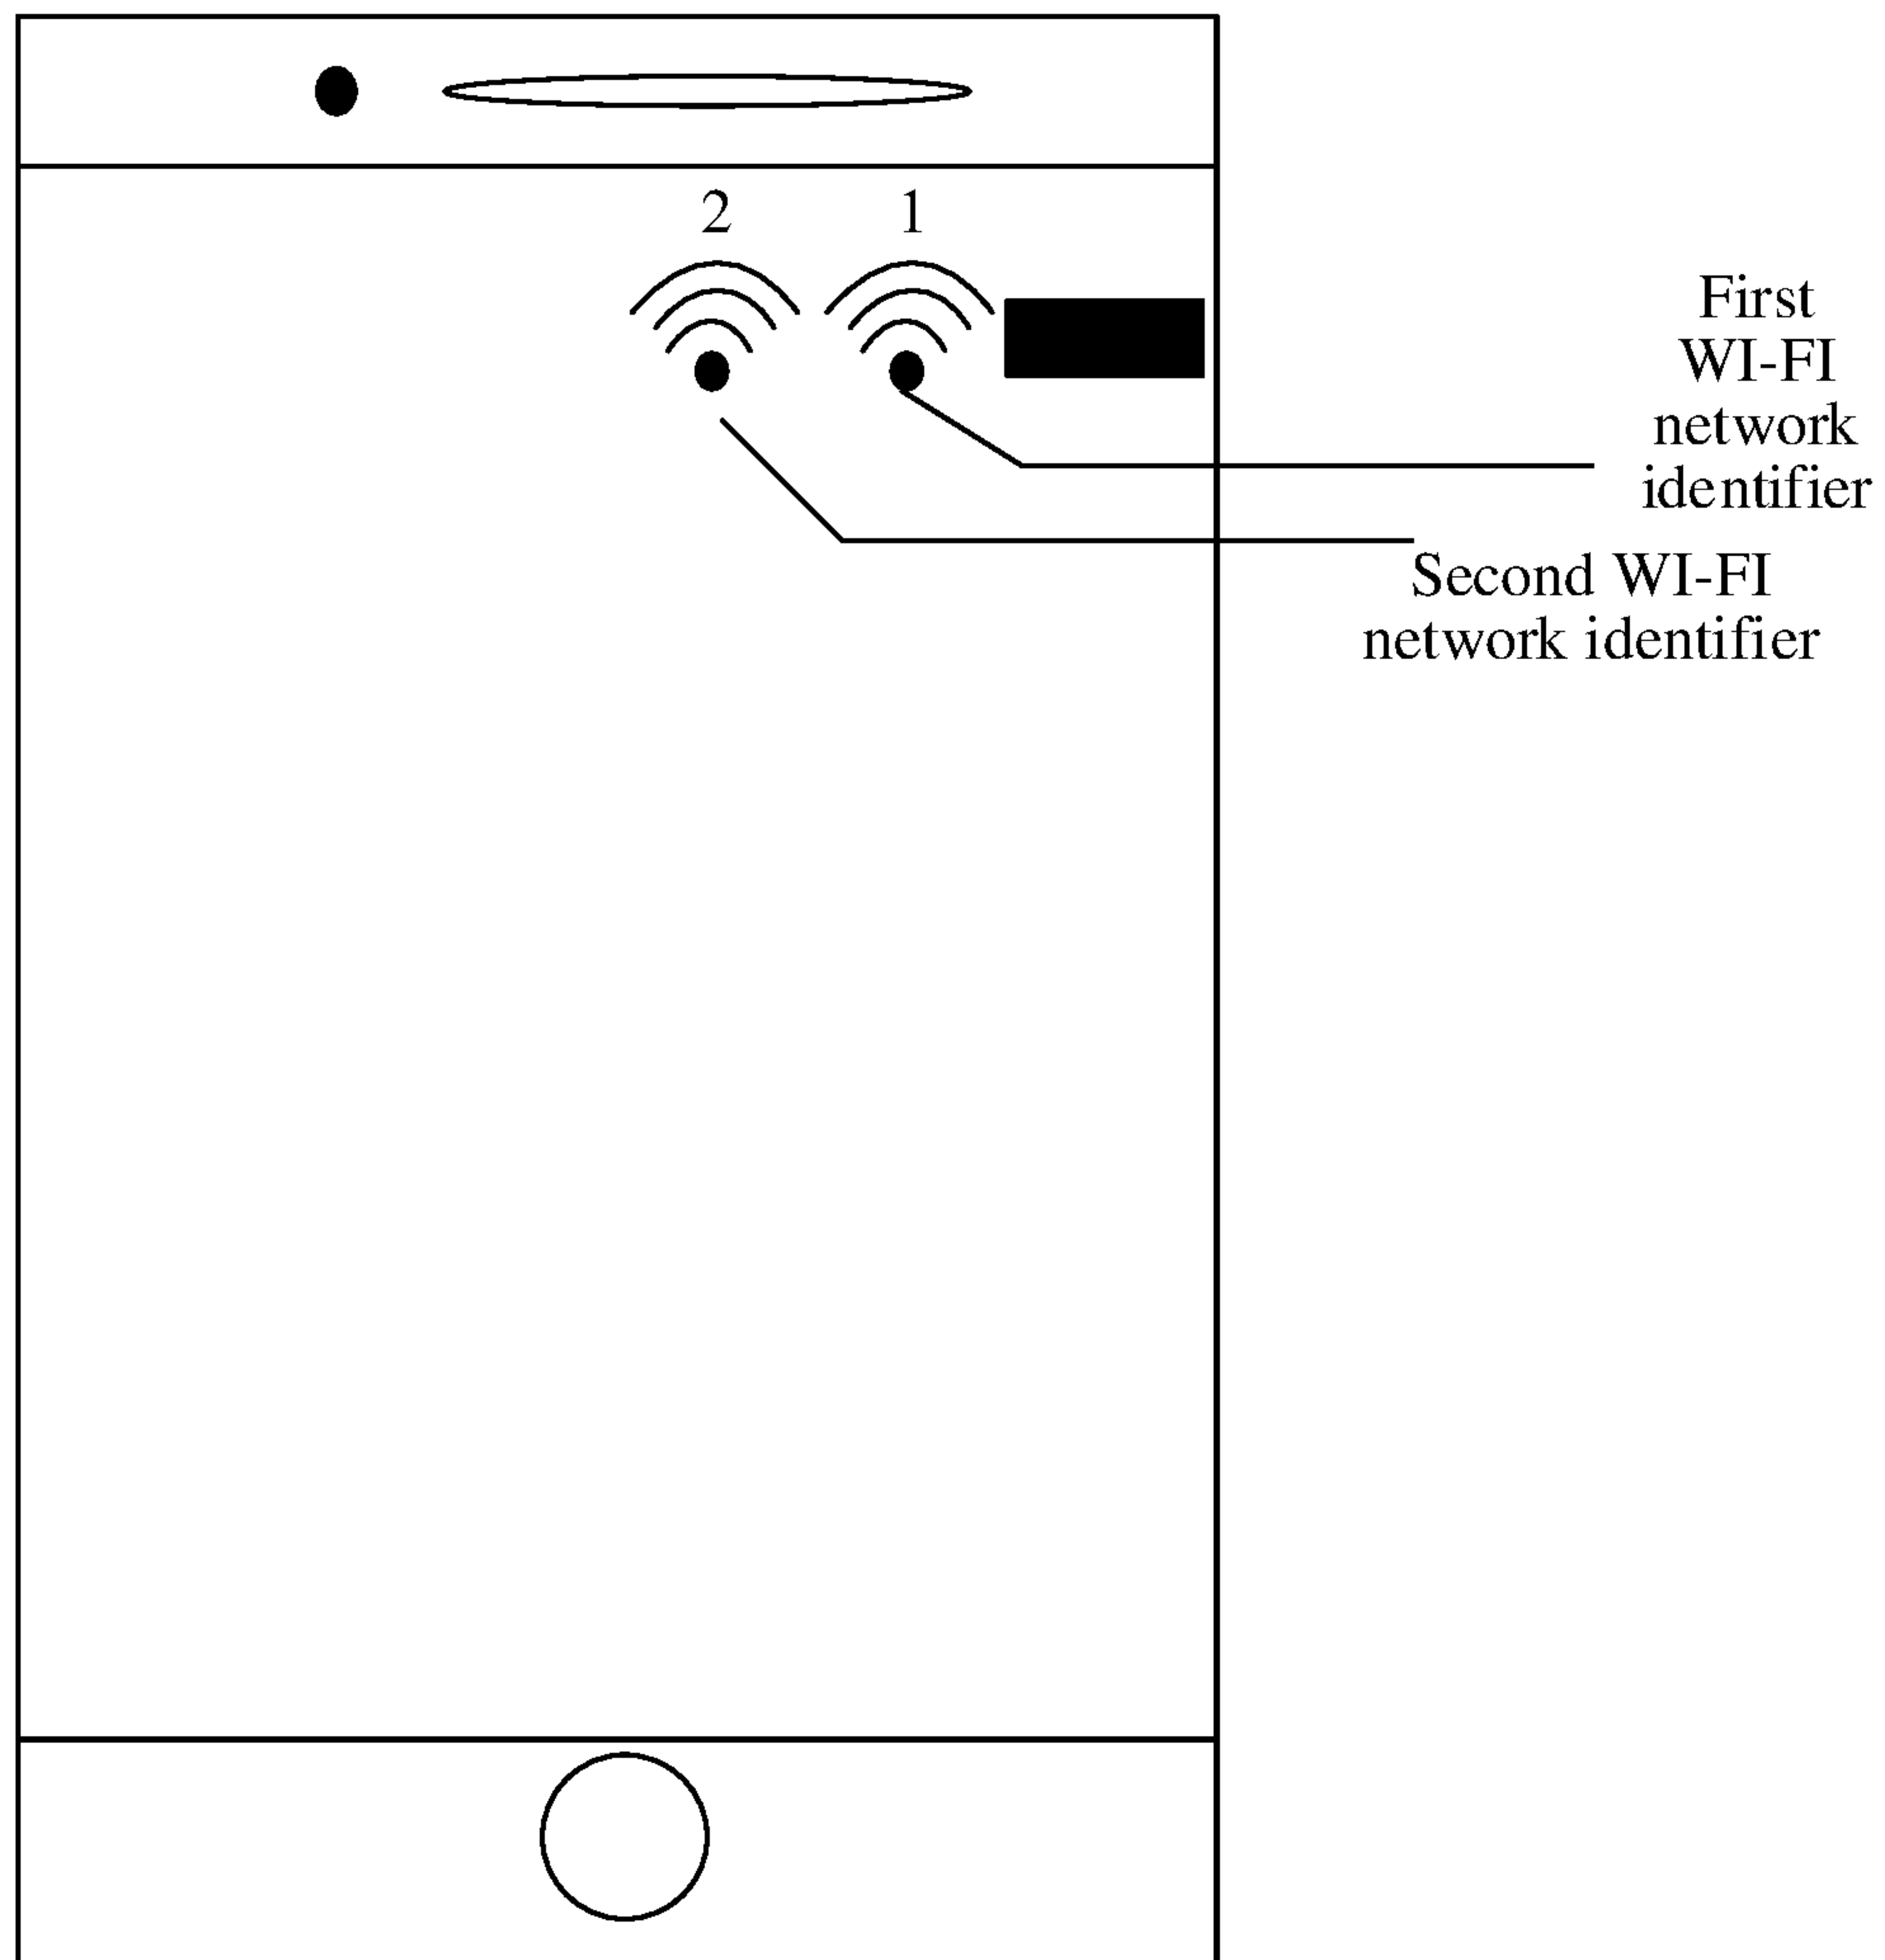 2 1
First
WI-FI
network
identifier
Second WI-FI
network identifier